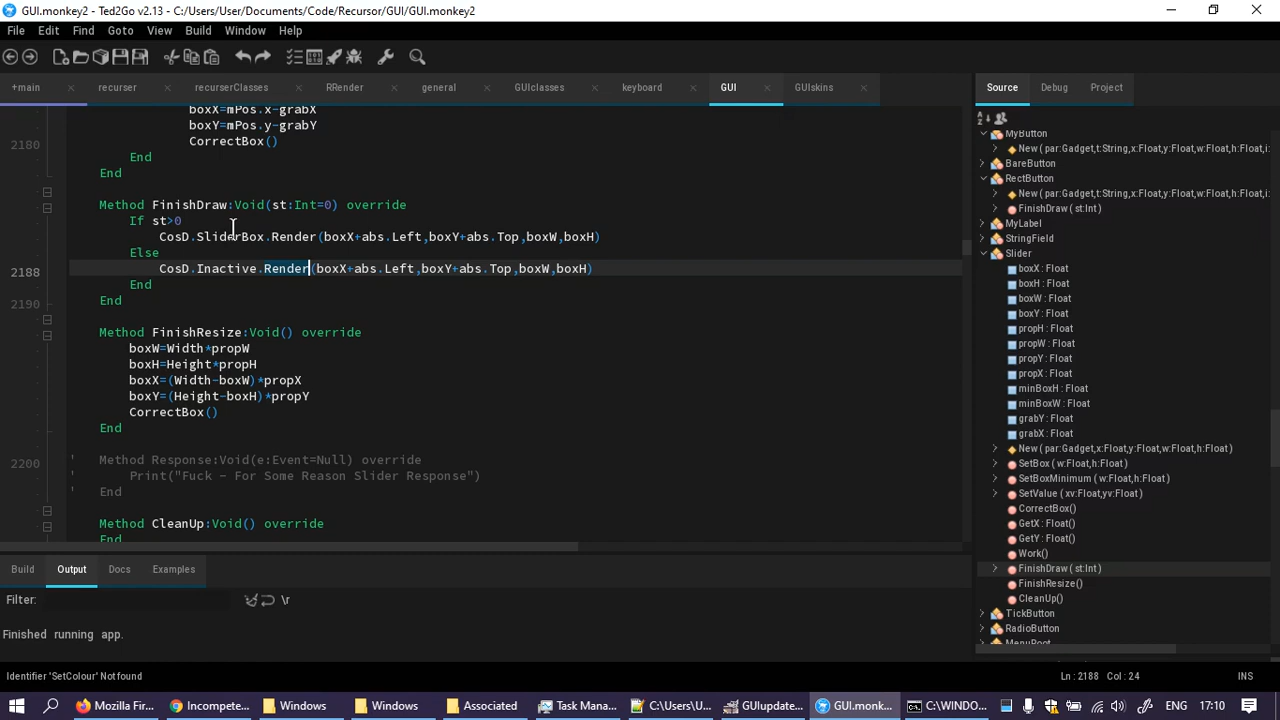 GUI.monkey2* - Ted2Go v2.13 - C:/Users/User/Documents/Code/Recursor/GUI/GUI.monkey2
File Edit Find Goto View Build Window Help
+main recurser recurserClasses RRender general GUIclasses keyboard GUI GUIskins
Source Debug Project
boxX=mPos.x-grabX
boxY=mPos.y-grabY
2180 CorrectBox()
End
End
Method FinishDraw:Void(st:Int=0) override
If st>0
CosD.SliderBox.Render(boxX+abs.Left,boxY+abs.Top,boxW,boxH)
Else
2188 CosD.Inactive.Render(boxX+abs.Left,boxY+abs.Top,boxW,boxH)
End
2190 End
Method FinishResize:Void() override
boxW=Width*propW
boxH=Height*propH
boxX=(Width-boxW)*propX
boxY=(Height-boxH)*propY
CorrectBox()
End
2200 ' Method Response:Void(e:Event=Null) override
' Print("Fuck - For Some Reason Slider Response")
' End
Method CleanUp:Void() override
End
MyButton
New ( par:Gadget,t:String,x:Float,y:Float,w:Float,h:Float,i:
BareButton
RectButton
New ( par:Gadget,t:String,x:Float,y:Float,w:Float,h:Float,i:
FinishDraw ( st:Int )
MyLabel
StringField
Slider
boxX : Float
boxH : Float
boxW : Float
boxY : Float
propH : Float
propW : Float
propY : Float
propX : Float
minBoxH : Float
minBoxW : Float
grabY : Float
grabX : Float
New ( par:Gadget,x:Float,y:Float,w:Float,h:Float )
SetBox ( w:Float,h:Float )
SetBoxMinimum ( w:Float,h:Float )
SetValue ( xv:Float,yv:Float )
CorrectBox()
GetX : Float()
GetY : Float()
Work()
FinishDraw ( st:Int )
FinishResize()
CleanUp()
TickButton
RadioButton
MenuRoot
Build Output Docs Examples
Filter: \r
Finished running app.
Identifier 'SetColour' Not found Ln : 2188 Col : 24 INS
Mozilla Fir... Incompete... Windows Windows Associated Task Mana... C:\Users\U... GUIupdate... GUI.monk... C:\WINDO... ENG 17:10